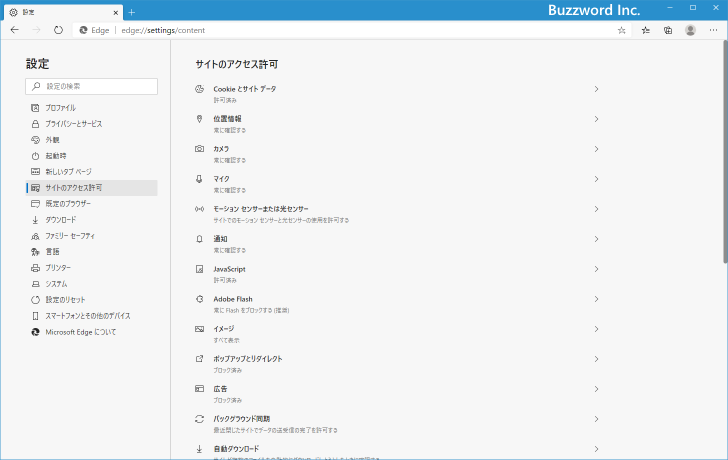 設定
Buzzword Inc.
Edge | edge://settings/content
設定
設定の検索
プロファイル
プライバシーとサービス
外観
起動時
新しいタブ ページ
サイトのアクセス許可
既定のブラウザー
ダウンロード
ファミリー セーフティ
言語
プリンター
システム
設定のリセット
スマートフォンとその他のデバイス
Microsoft Edge について
サイトのアクセス許可
Cookie とサイト データ
許可済み
位置情報
常に確認する
カメラ
常に確認する
マイク
常に確認する
モーション センサーまたは光センサー
サイトでのモーション センサーと光センサーの使用を許可する
通知
常に確認する
JavaScript
許可済み
Adobe Flash
常に Flash をブロックする (推奨)
イメージ
すべて表示
ポップアップとリダイレクト
ブロック済み
広告
ブロック済み
バックグラウンド同期
最近閉じたサイトでデータの送受信の完了を許可する
自動ダウンロード